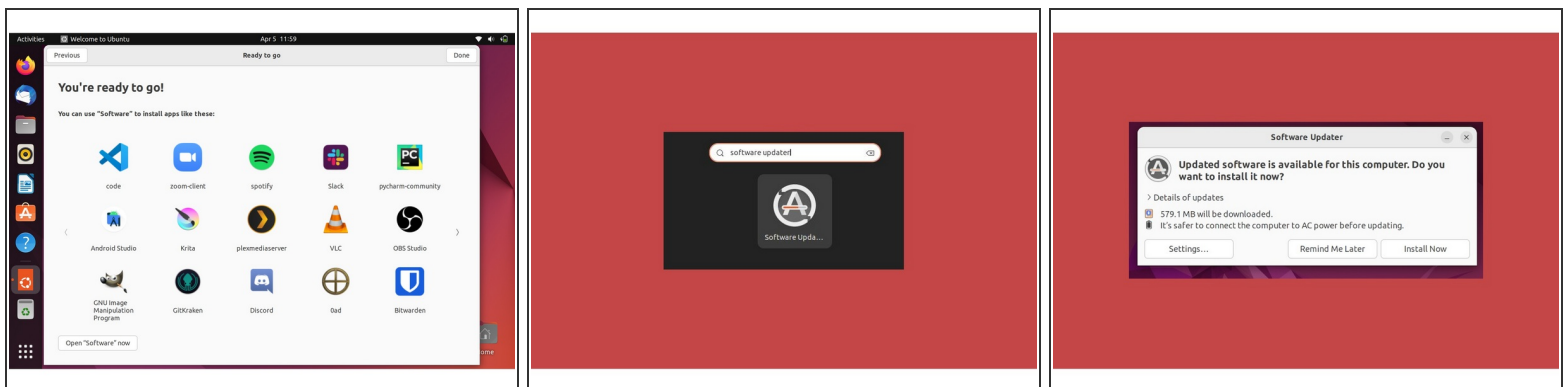 Activities Welcome to Ubuntu Apr 5 11:59
Previous Ready to go Done
You're ready to go!
You can use "Software" to install apps like these:
code zoom-client spotify Slack pycharm-community
Android Studio Krita plexmediaserver VLC OBS Studio
GNU Image
Manipulation
Program
GitKraken Discord 0ad Bitwarden
Open "Software" now
ome
software updater
Software Upda...
Software Updater
Updated software is available for this computer. Do you
want to install it now?
Details of updates
579.1 MB will be downloaded.
It's safer to connect the computer to AC power before updating.
Settings... Remind Me Later Install Now